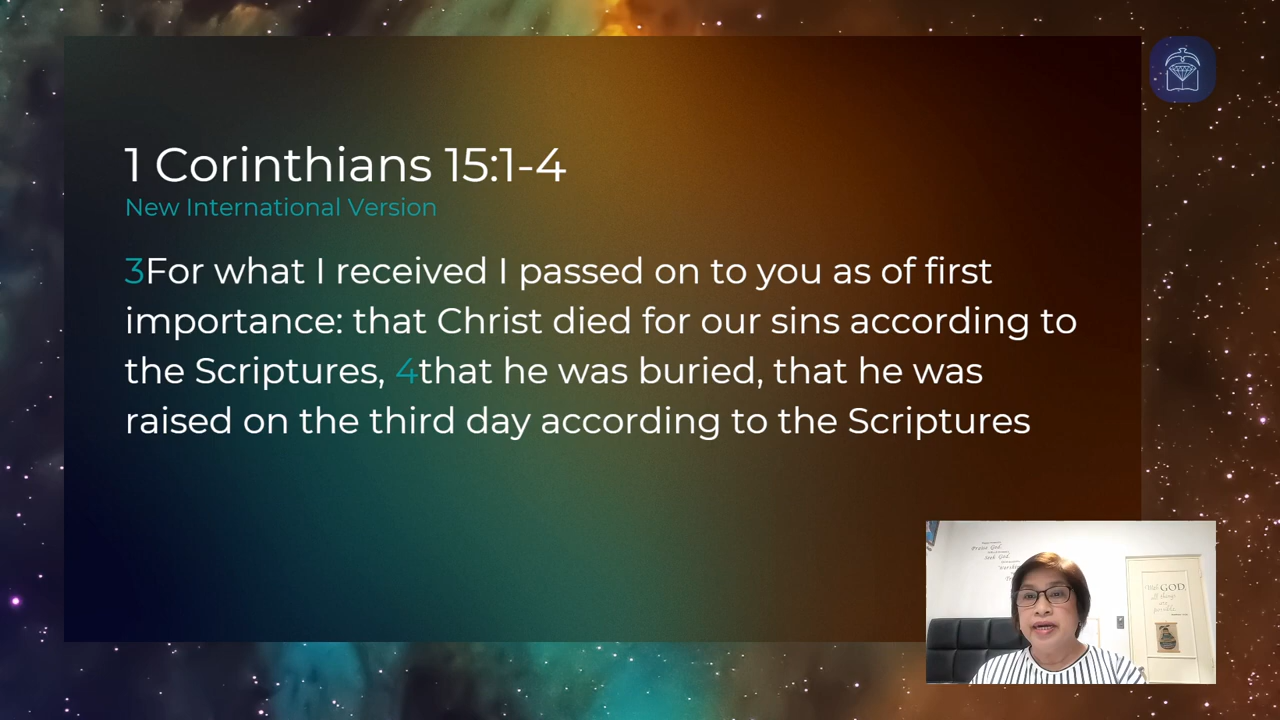 1 Corinthians 15:1-4
New International Version
3For what I received I passed on to you as of first
importance: that Christ died for our sins according to
the Scriptures, 4that he was buried, that he was
raised on the third day according to the Scriptures
GOD